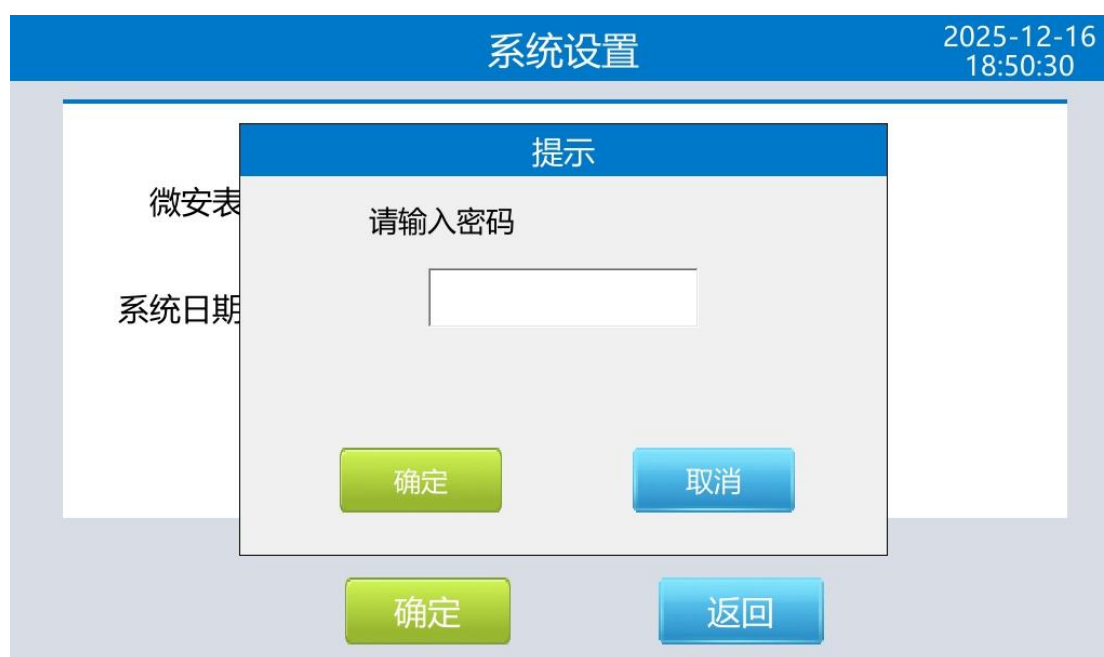 系统设置
2025-12-16
18:50:30
提示
微安表
请输入密码
系统日期
确定
取消
确定
返回